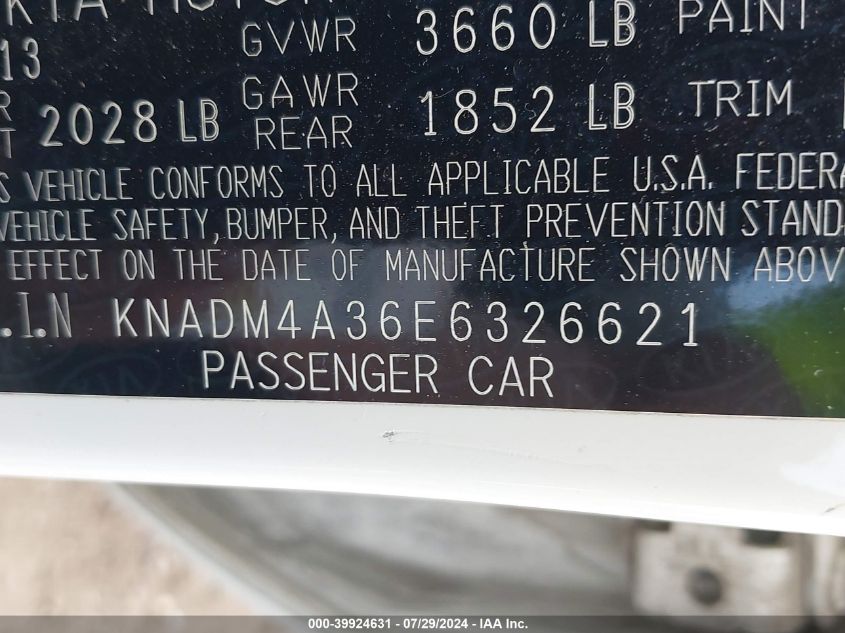 KIA MOTOR
GVWR 3660 LB PAINT
13
GAWR
2028 LB REAR 1852 LB TRIM
VEHICLE CONFORMS TO ALL APPLICABLE U.S.A. FEDERA
VEHICLE SAFETY, BUMPER, AND THEFT PREVENTION STAND
EFFECT ON THE DATE OF MANUFACTURE SHOWN ABOV
.I.N KNADM4A36E6326621
PASSENGER CAR
000-39924631 - 07/29/2024 - IAA Inc.